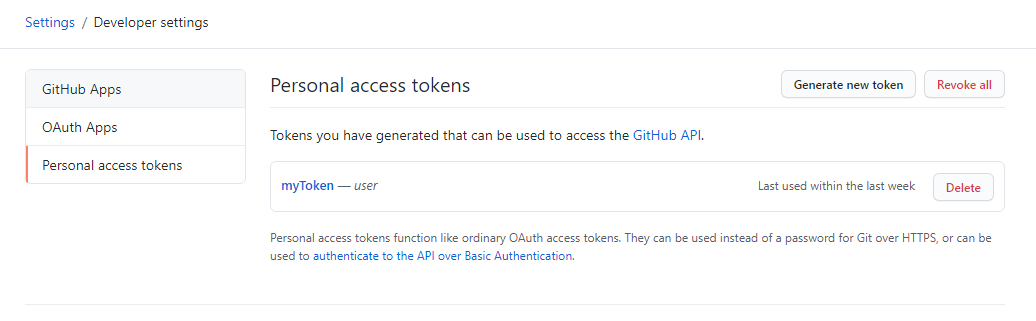 Settings / Developer settings
GitHub Apps
OAuth Apps
Personal access tokens
Personal access tokens
Generate new token
Revoke all
Tokens you have generated that can be used to access the GitHub API.
myToken — user
Last used within the last week
Delete
Personal access tokens function like ordinary OAuth access tokens. They can be used instead of a password for Git over HTTPS, or can be
used to authenticate to the API over Basic Authentication.